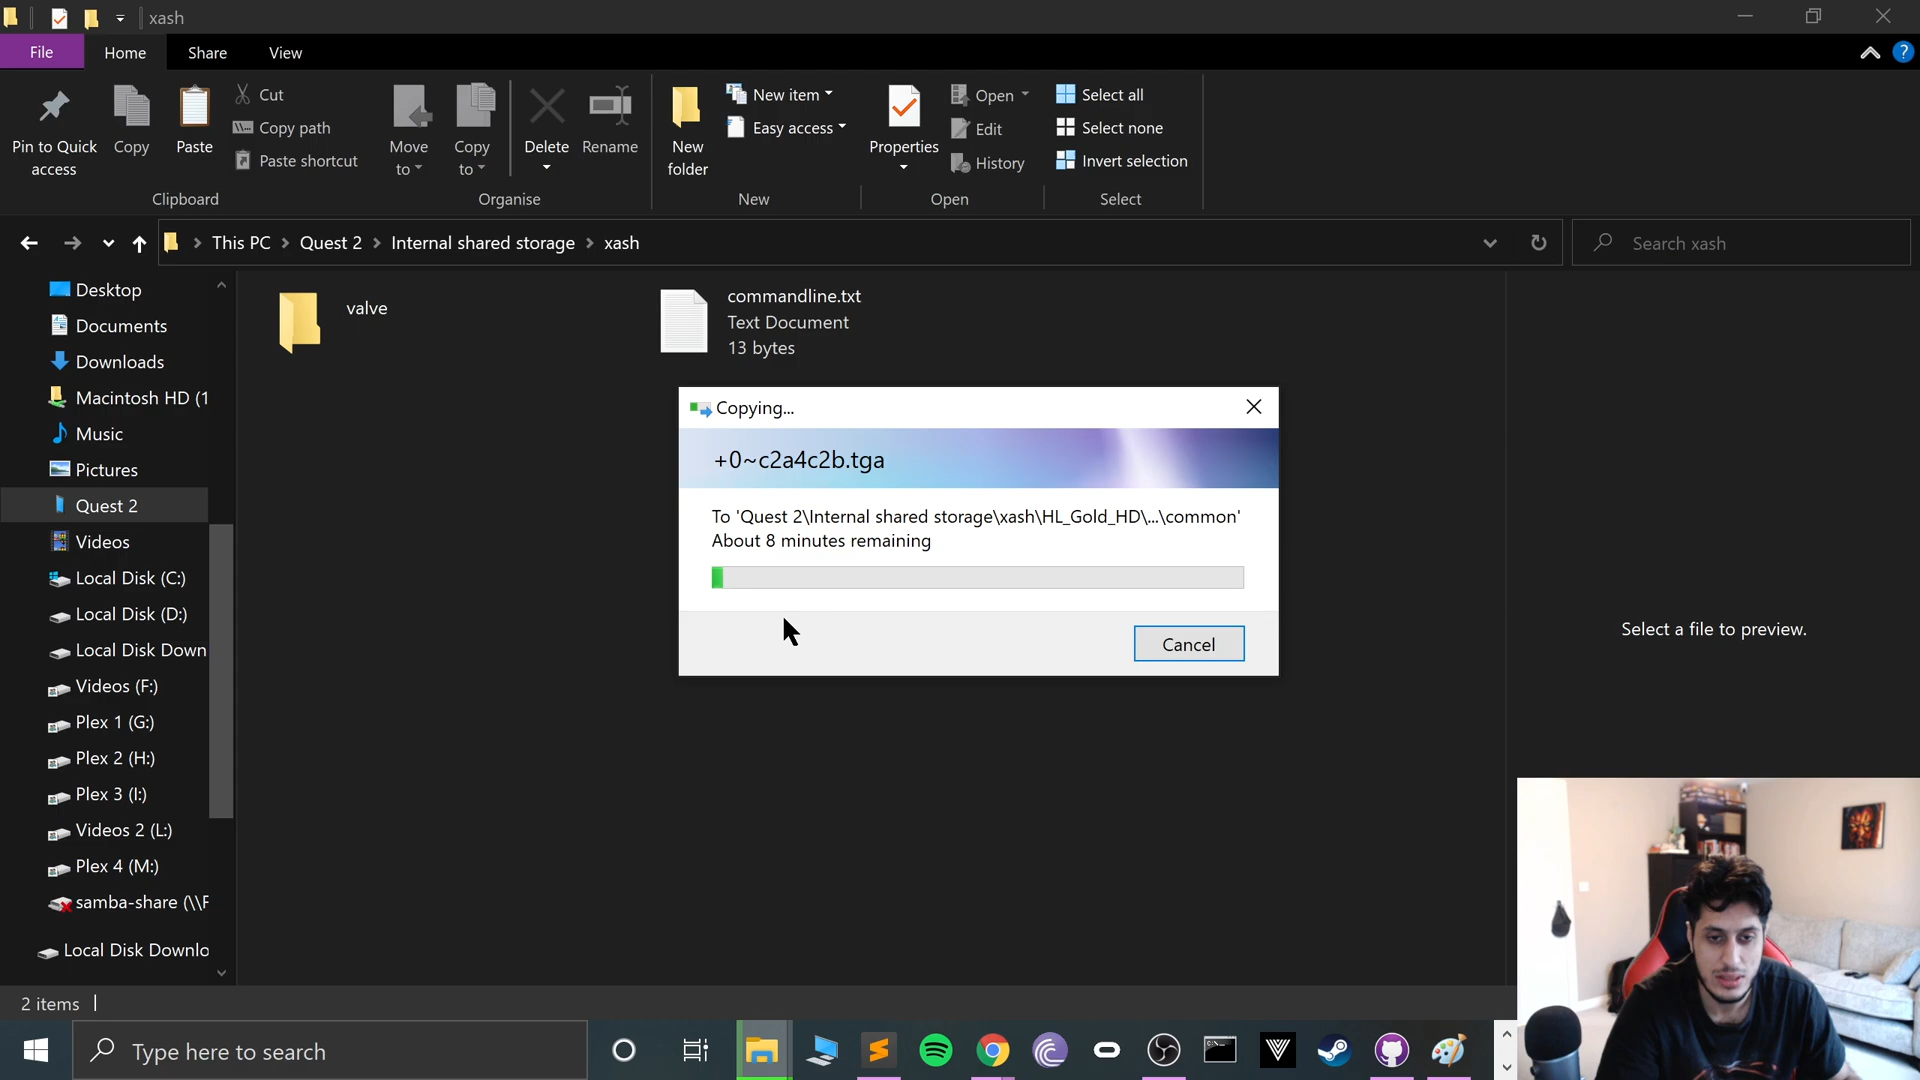 xash
File
Home
Share
View
?
Pin to Quick
access
Copy
Paste
Cut
Copy path
Paste shortcut
Clipboard
Move
to
Copy
to
Delete
Rename
Organise
New
folder
New item
Easy access
New
Properties
Open
Edit
History
Open
Select all
Select none
Invert selection
Select
This PC > Quest 2 > Internal shared storage > xash
Search xash
Desktop
Documents
Downloads
Macintosh HD (1
Music
Pictures
Quest 2
Videos
Local Disk (C:)
Local Disk (D:)
Local Disk Down
Videos (F:)
Plex 1 (G:)
Plex 2 (H:)
Plex 3 (I:)
Videos 2 (L:)
Plex 4 (M:)
samba-share (\\F
Local Disk Downlo
valve
commandline.txt
Text Document
13 bytes
Copying...
+0~c2a4c2b.tga
To 'Quest 2\Internal shared storage\xash\HL_Gold_HD\...\common'
About 8 minutes remaining
Cancel
Select a file to preview.
2 items
Type here to search